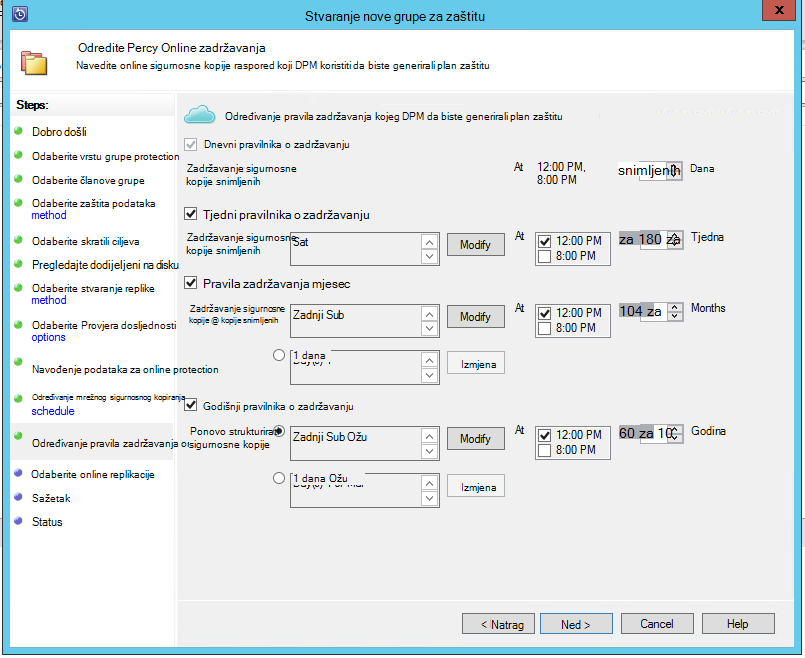 Stvaranje nove grupe za zaštitu
x
Odredite Percy Online zadržavanja
Navedite online sigurnosne kopije raspored koji DPM koristiti da biste generirali plan zaštitu
Steps:
Dobro došli
Odaberite vrstu grupe protection
Odaberite članove grupe
Odaberite zaštita podataka
method
Odaberite skratili ciljeva
Pregledajte dodijeljeni na disku
Odaberite stvaranje replike
method
Odaberite Provjera dosljednosti
options
Navođenje podataka za online protection
Određivanje mrežnog sigurnosnog kopiranja
schedule
Određivanje pravila zadržavanja
Odaberite online replikacije
Sažetak
Status
Određivanje pravila zadržavanja kojeg DPM da biste generirali plan zaštitu
Dnevni pravilnika o zadržavanju
Zadržavanje sigurnosne
kopije snimljenih
At
12:00 PM,
8:00 PM
snimljenih
Dana
Tjedni pravilnika o zadržavanju
Zadržavanje sigurnosne
kopije snimljenih
Sat
Modify
At
12:00 PM
8:00 PM
za 180 za
Tjedna
Pravila zadržavanja mjesec
Zadržavanje sigurnosne
kopije @ kopije snimljenih
Zadnji Sub
Modify
At
12:00 PM
8:00 PM
104 za
Months
1 dana
Izmjena
Godišnji pravilnika o zadržavanju
Ponovo strukturirati
sigurnosne kopije
Zadnji Sub Ožu
Modify
At
12:00 PM
8:00 PM
60 za 10
Godina
1 dana Ožu
Izmjena
< Natrag
Ned >
Cancel
Help